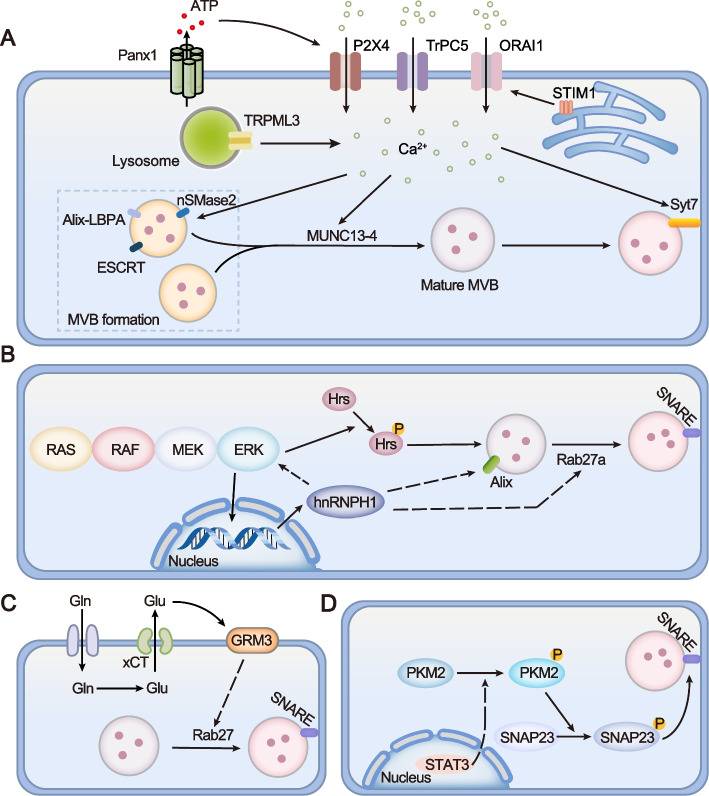 A
ATP
Panx1
P2X4
TrPC5
ORAI1
STIM1
TRPML3
Lysosome
Ca2+
Syt7
nSMase2
Alix-LBPA
MUNC13-4
ESCRT
Mature MVB
MVB formation
B
Hrs
SNARE
P
RAS
RAF
MEK
ERK
Hrs
Rab27a
Alix
hnRNPH1
Nucleus
C
Gln
Glu
GRM3
xCT
Gln
Glu
SNARE
Rab27
D
SNARE
P
PKM2
PKM2
P
SNAP23
SNAP23
STAT3
Nucleus